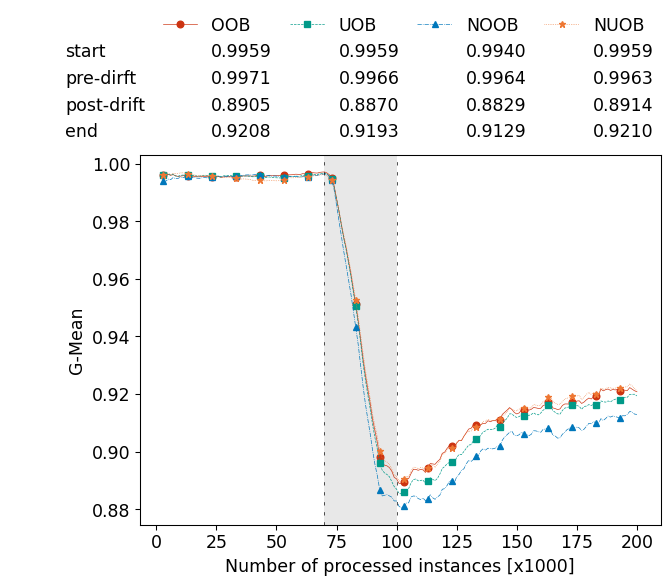 OOB UOB NOOB NUOB
start 0.9959 0.9959 0.9940 0.9959
pre-dirft 0.9971 0.9966 0.9964 0.9963
post-drift 0.8905 0.8870 0.8829 0.8914
end 0.9208 0.9193 0.9129 0.9210
1.00
0.98
0.96
0.94
0.92
0.90
0.88
G-Mean
0 25 50 75 100 125 150 175 200
Number of processed instances [x1000]